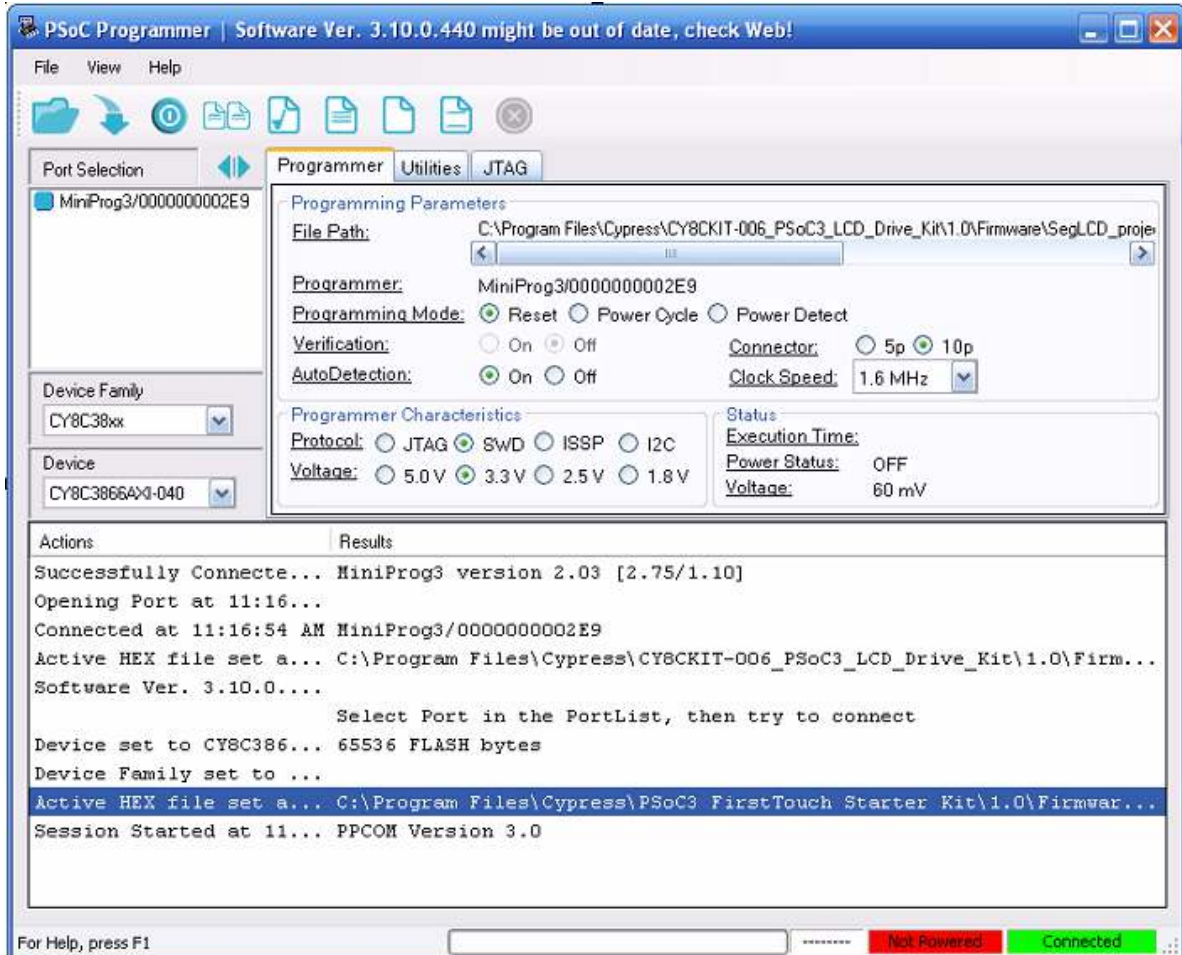 PSoC Programmer | Software Ver. 3.10.0.440 might be out of date, check Web!
File View Help
Port Selection
MiniProg3/0000000002E9
Device Family
CY8C38xx
Device
CY8C3866AXI-040
Programmer Utilities JTAG
Programming Parameters
File Path: C:\Program Files\Cypress\CY8CKIT-006_PSoC3_LCD_Drive_Kit\1.0\Firmware\SegLCD_proje
Programmer: MiniProg3/0000000002E9
Programming Mode: Reset Power Cycle Power Detect
Verification: On Off Connector: 5p 10p
AutoDetection: On Off Clock Speed: 1.6 MHz
Programmer Characteristics
Protocol: JTAG SWD ISSP I2C
Voltage: 5.0 V 3.3 V 2.5 V 1.8 V
Status
Execution Time:
Power Status: OFF
Voltage: 60 mV
Actions Results
Successfully Connecte... MiniProg3 version 2.03 [2.75/1.10]
Opening Port at 11:16...
Connected at 11:16:54 AM MiniProg3/0000000002E9
Active HEX file set a... C:\Program Files\Cypress\CY8CKIT-006_PSoC3_LCD_Drive_Kit\1.0\Firm...
Software Ver. 3.10.0....
Select Port in the PortList, then try to connect
Device set to CY8C386... 65536 FLASH bytes
Device Family set to ...
Active HEX file set a... C:\Program Files\Cypress\PSoC3 FirstTouch Starter Kit\1.0\Firmwar...
Session Started at 11... PPCOM Version 3.0
For Help, press F1 -------- Not Powered Connected